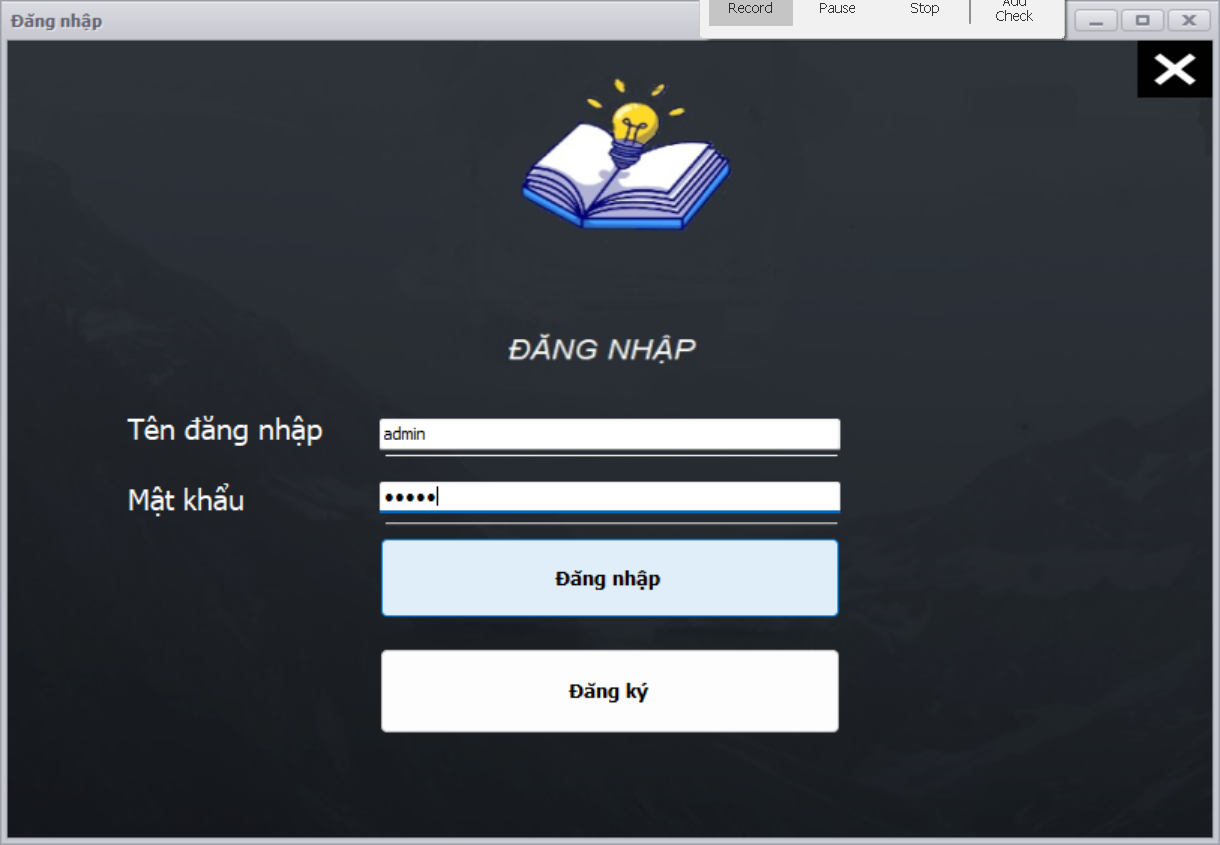 Đăng nhập
Record Pause Stop Add Check
ĐĂNG NHẬP
Tên đăng nhập admin
Mật khẩu
Đăng nhập
Đăng ký